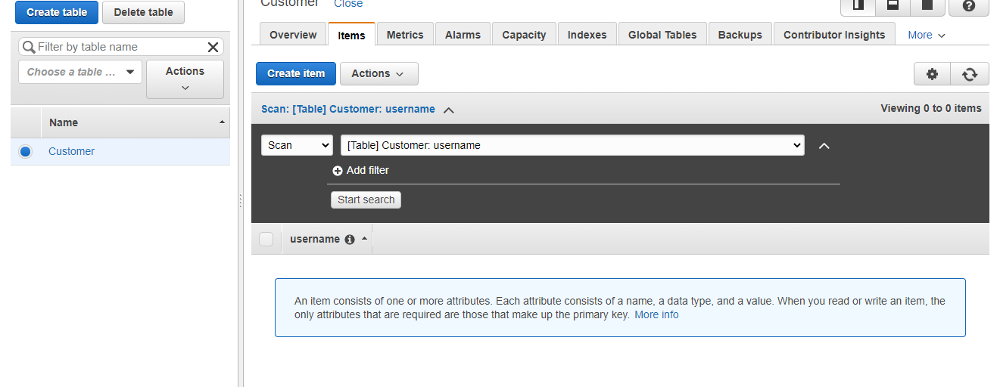 Create table
Delete table
Filter by table name
Choose a table ...
Actions
Name
Customer
Customer Close
Overview Items Metrics Alarms Capacity Indexes Global Tables Backups Contributor Insights More
Create item Actions
Scan: [Table] Customer: username
Viewing 0 to 0 items
Scan [Table] Customer: username
Add filter
Start search
username
An item consists of one or more attributes. Each attribute consists of a name, a data type, and a value. When you read or write an item, the
only attributes that are required are those that make up the primary key. More info